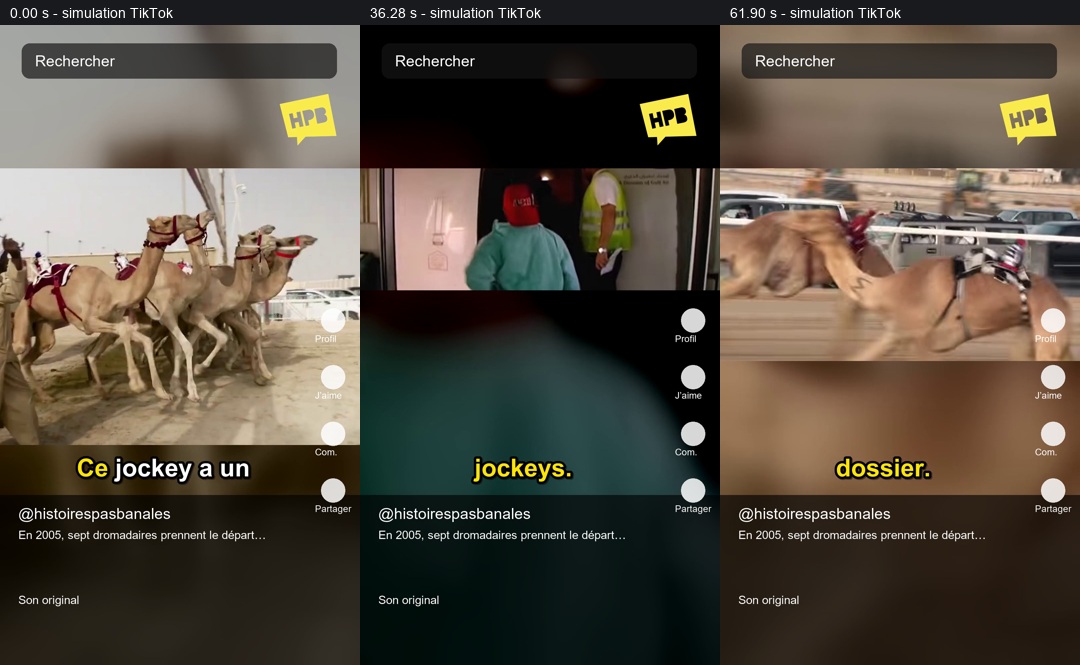 0.00 s - simulation TikTok
Rechercher
HPB
Ce jockey a un
Profil
J'aime
Com.
Partager
@histoirespasbanales
En 2005, sept dromadaires prennent le départ…
Son original
36.28 s - simulation TikTok
Rechercher
HPB
jockeys.
Profil
J'aime
Com.
Partager
@histoirespasbanales
En 2005, sept dromadaires prennent le départ…
Son original
61.90 s - simulation TikTok
Rechercher
HPB
dossier.
Profil
J'aime
Com.
Partager
@histoirespasbanales
En 2005, sept dromadaires prennent le départ…
Son original